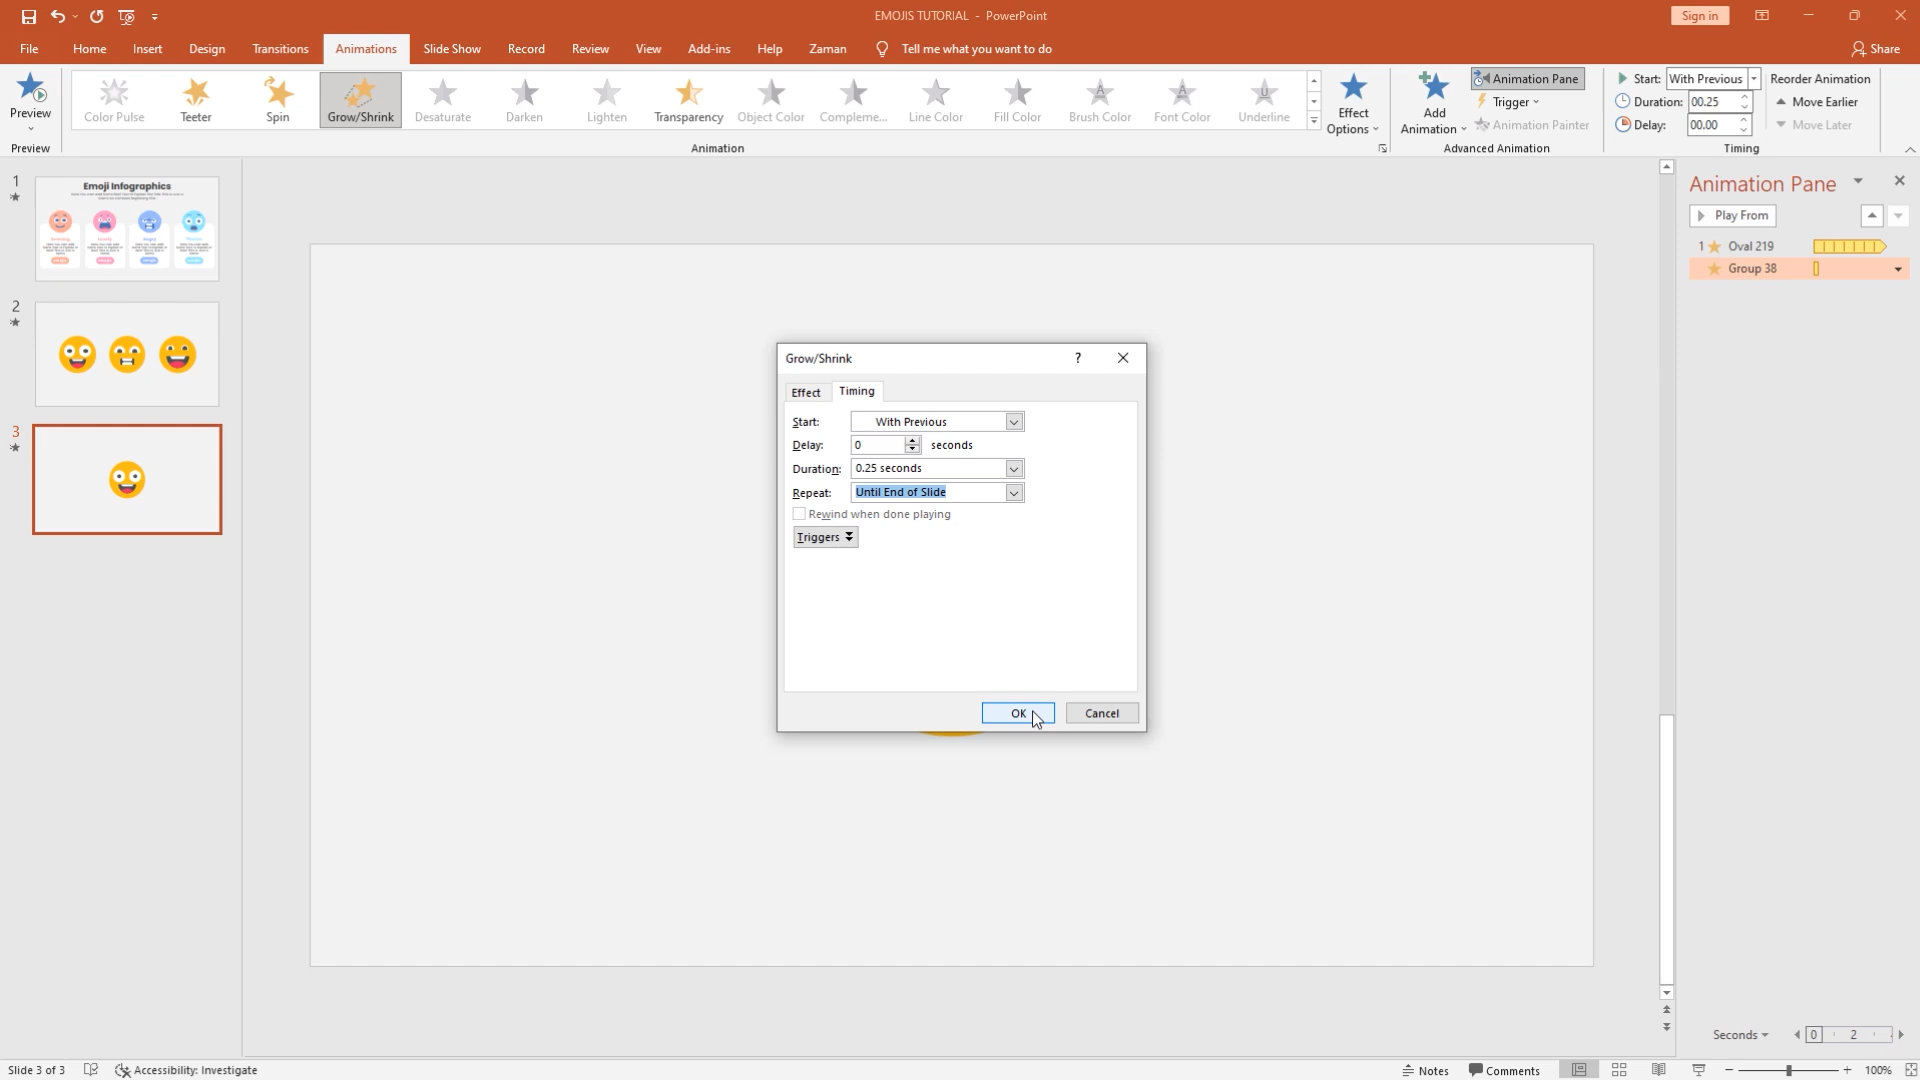 EMOJIS TUTORIAL - PowerPoint
Sign in
File Home Insert Design Transitions Animations Slide Show Record Review View Add-ins Help Zaman Tell me what you want to do Share
Preview
Color Pulse Teeter Spin Grow/Shrink Desaturate Darken Lighten Transparency Object Color Compleme... Line Color Fill Color Brush Color Font Color Underline
Effect Options
Add Animation
Animation Pane
Trigger
Animation Painter
Start: With Previous
Duration: 00.25
Delay: 00.00
Reorder Animation
Move Earlier
Move Later
Preview
Animation
Advanced Animation
Timing
1
Emoji Infographics
2
3
Grow/Shrink
?
Effect Timing
Start: With Previous
Delay: 0 seconds
Duration: 0.25 seconds
Repeat: Until End of Slide
Rewind when done playing
Triggers
OK Cancel
Animation Pane
Play From
1 Oval 219
Group 38
Seconds 0 2
Slide 3 of 3 Accessibility: Investigate Notes Comments 100%